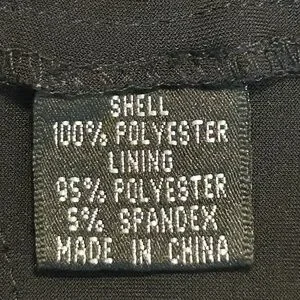 SHELL
100% POLYESTER
LINING
95% POLYESTER
5% SPANDEX
MADE IN CHINA